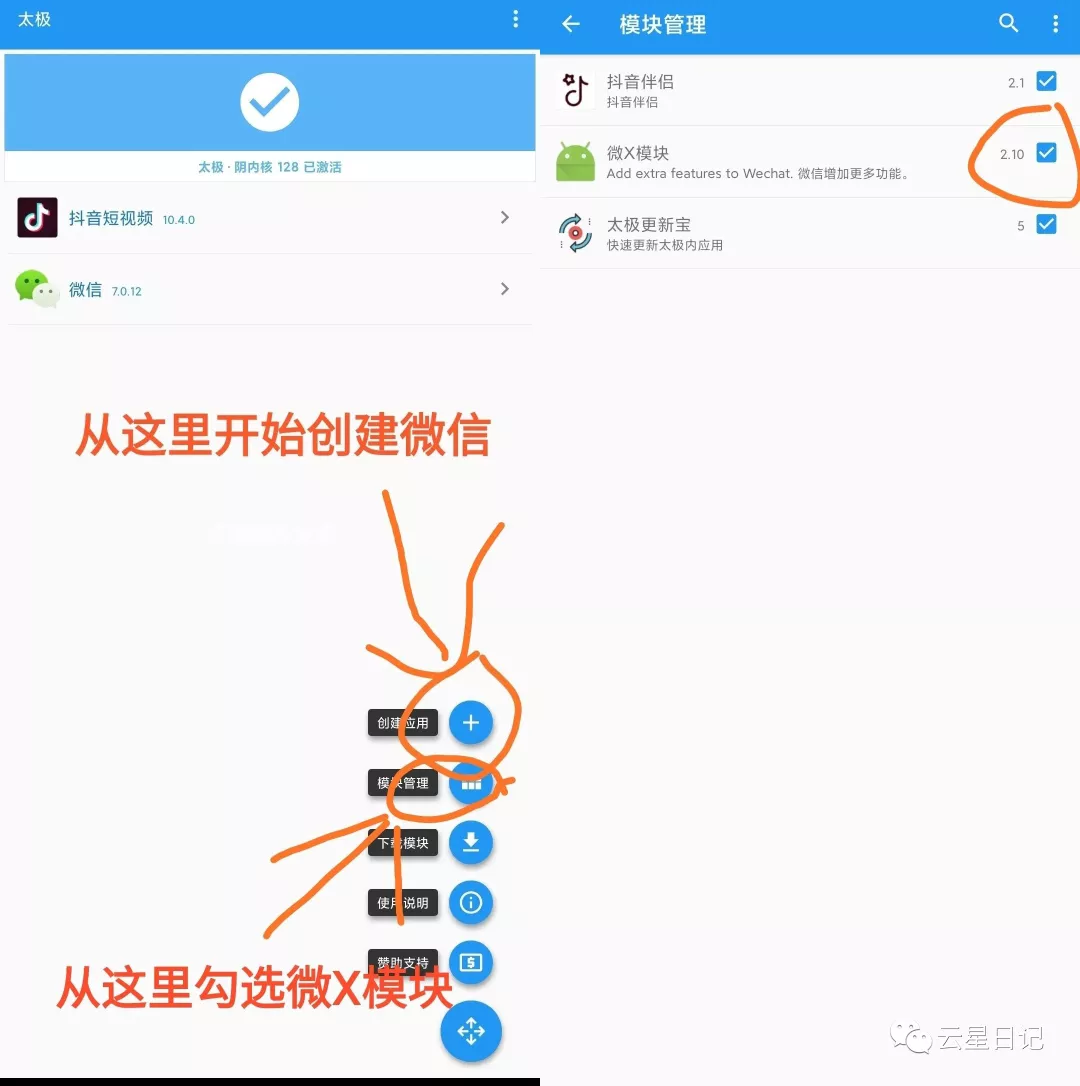 太极
太极 · 阴内核 128 已激活
抖音短视频 10.4.0
微信 7.0.12
从这里开始创建微信
创建应用
模块管理
下载模块
使用说明
赞助支持
从这里勾选微X模块
模块管理
抖音伴侣 2.1
抖音伴侣
微X模块 2.10
Add extra features to Wechat. 微信增加更多功能。
太极更新宝 5
快速更新太极内应用
云星日记